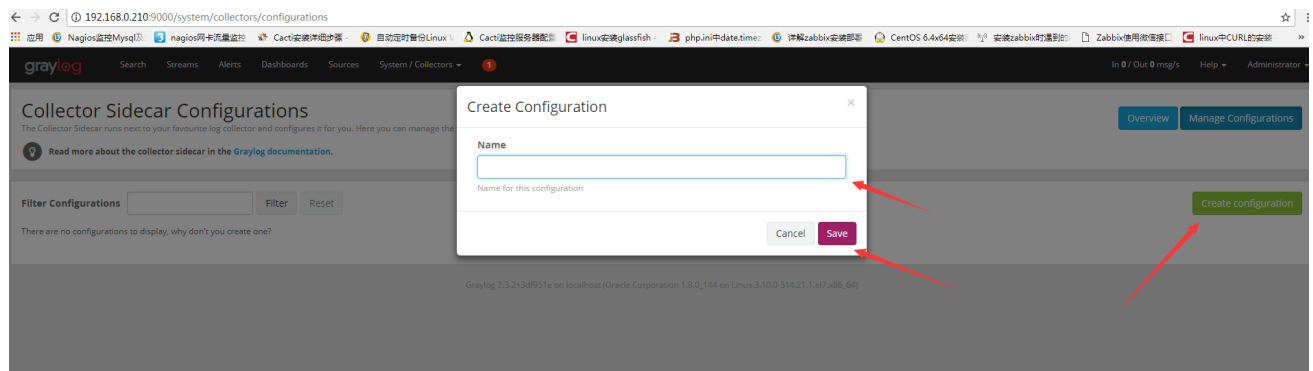 192.168.0.210:9000/system/collectors/configurations
应用 Nagios监控Mysql及 nagios网卡流量监控 Cacti安装详细步骤 - 自动定时备份Linux V Cacti监控服务器配置 linux安装glassfish - php.ini中date.timez 详解zabbix安装部署 CentOS 6.4x64安装 安装zabbix时遇到的 Zabbix使用微信接口 linux中CURL的安装 »
graylog Search Streams Alerts Dashboards Sources System / Collectors 1 In 0 / Out 0 msg/s Help Administrator
Collector Sidecar Configurations
The Collector Sidecar runs next to your favourite log collector and configures it for you. Here you can manage the
Read more about the collector sidecar in the Graylog documentation.
Overview Manage Configurations
Create Configuration ×
Name
Name for this configuration
Cancel Save
Filter Configurations Filter Reset Create configuration
There are no configurations to display, why don't you create one?
Graylog 2.3.2+3df951e on localhost (Oracle Corporation 1.8.0_144 on Linux 3.10.0-514.21.1.el7.x86_64)